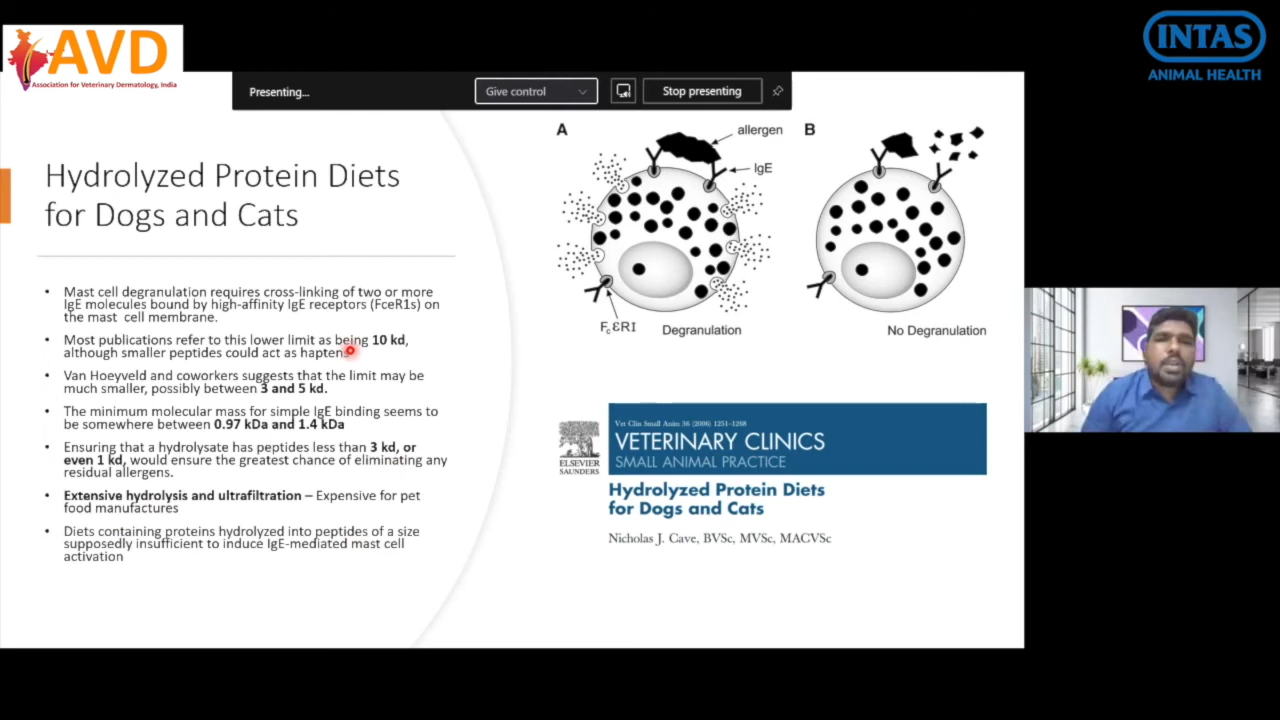 AVD
Association for Veterinary Dermatology, India
INTAS
ANIMAL HEALTH
Presenting...
Give control
Stop presenting
Hydrolyzed Protein Diets
for Dogs and Cats
• Mast cell degranulation requires cross-linking of two or more
IgE molecules bound by high-affinity IgE receptors (FceR1s) on
the mast cell membrane.
• Most publications refer to this lower limit as being 10 kd,
although smaller peptides could act as haptens
• Van Hoeyveld and coworkers suggests that the limit may be
much smaller, possibly between 3 and 5 kd.
• The minimum molecular mass for simple IgE binding seems to
be somewhere between 0.97 kDa and 1.4 kDa
• Ensuring that a hydrolysate has peptides less than 3 kd, or
even 1 kd, would ensure the greatest chance of eliminating any
residual allergens.
• Extensive hydrolysis and ultrafiltration – Expensive for pet
food manufactures
• Diets containing proteins hydrolyzed into peptides of a size
supposedly insufficient to induce IgE-mediated mast cell
activation
A
allergen
IgE
FcεRI
Degranulation
B
No Degranulation
ELSEVIER
SAUNDERS
Vet Clin Small Anim 36 (2006) 1251–1268
VETERINARY CLINICS
SMALL ANIMAL PRACTICE
Hydrolyzed Protein Diets
for Dogs and Cats
Nicholas J. Cave, BVSc, MVSc, MACVSc